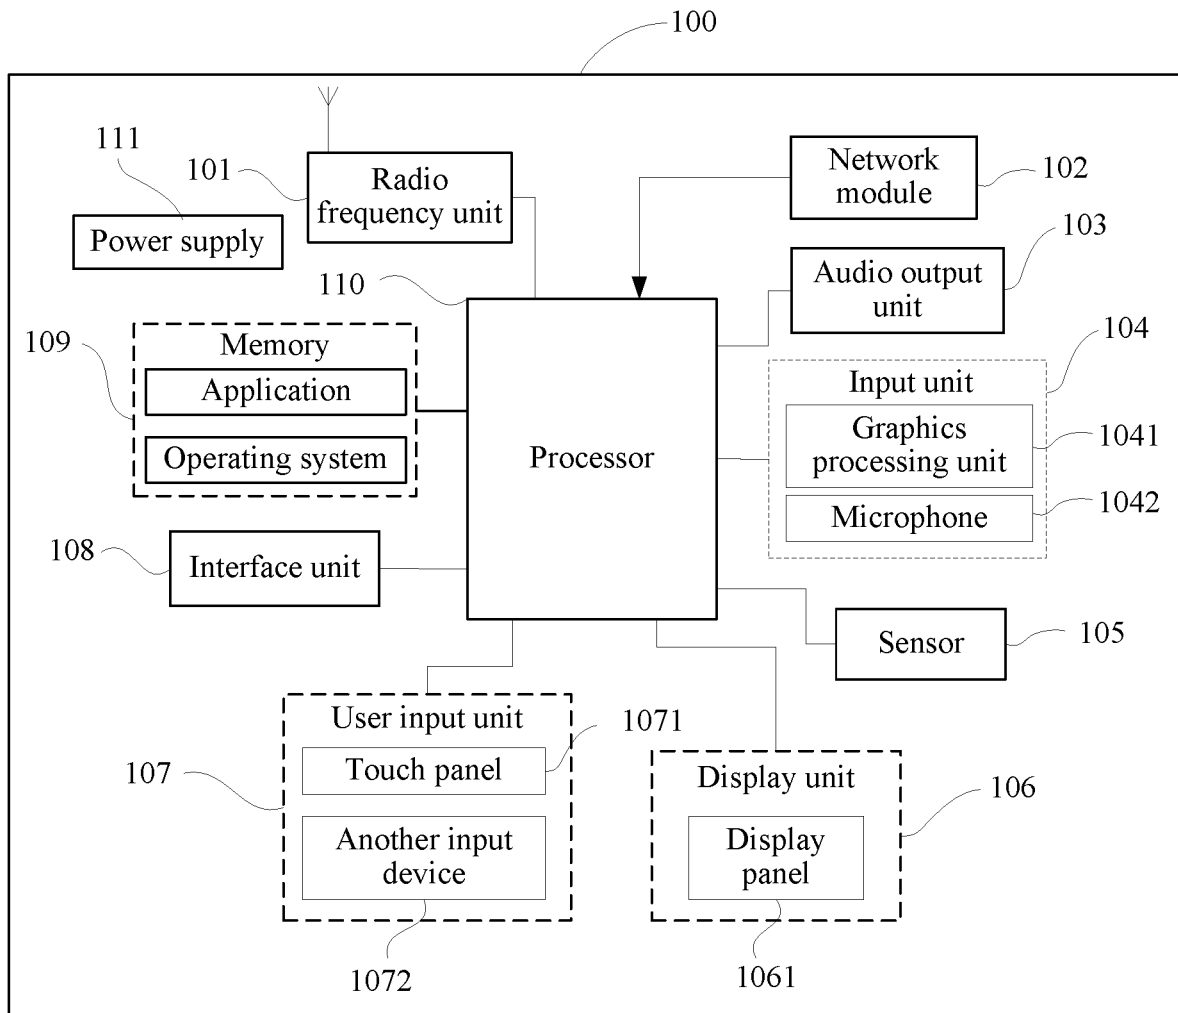 100
111
101
Radio
frequency unit
Network
module
102
Power supply
103
110
Audio output
unit
109
Memory
Application
Operating system
104
Input unit
Graphics
processing unit
1041
Processor
Microphone
1042
108
Interface unit
Sensor
105
User input unit
1071
107
Touch panel
Another input
device
1072
Display unit
106
Display
panel
1061